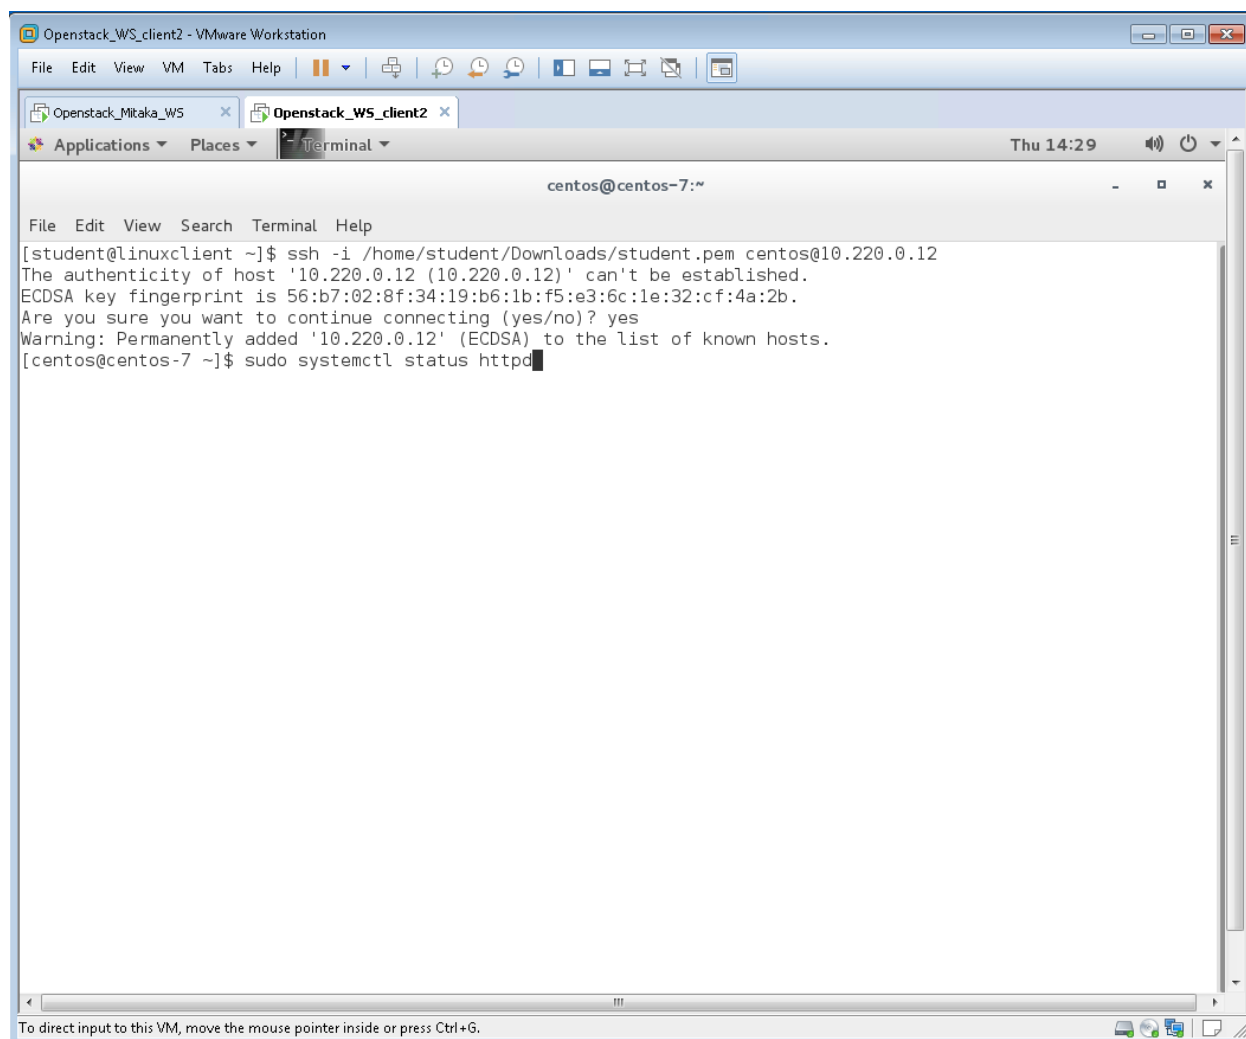 Openstack_WS_client2 - VMware Workstation
File Edit View VM Tabs Help
Openstack_Mitaka_WS Openstack_WS_client2
Applications Places Terminal Thu 14:29
centos@centos-7:~
File Edit View Search Terminal Help
[student@linuxclient ~]$ ssh -i /home/student/Downloads/student.pem centos@10.220.0.12
The authenticity of host '10.220.0.12 (10.220.0.12)' can't be established.
ECDSA key fingerprint is 56:b7:02:8f:34:19:b6:1b:f5:e3:6c:1e:32:cf:4a:2b.
Are you sure you want to continue connecting (yes/no)? yes
Warning: Permanently added '10.220.0.12' (ECDSA) to the list of known hosts.
[centos@centos-7 ~]$ sudo systemctl status httpd
To direct input to this VM, move the mouse pointer inside or press Ctrl+G.